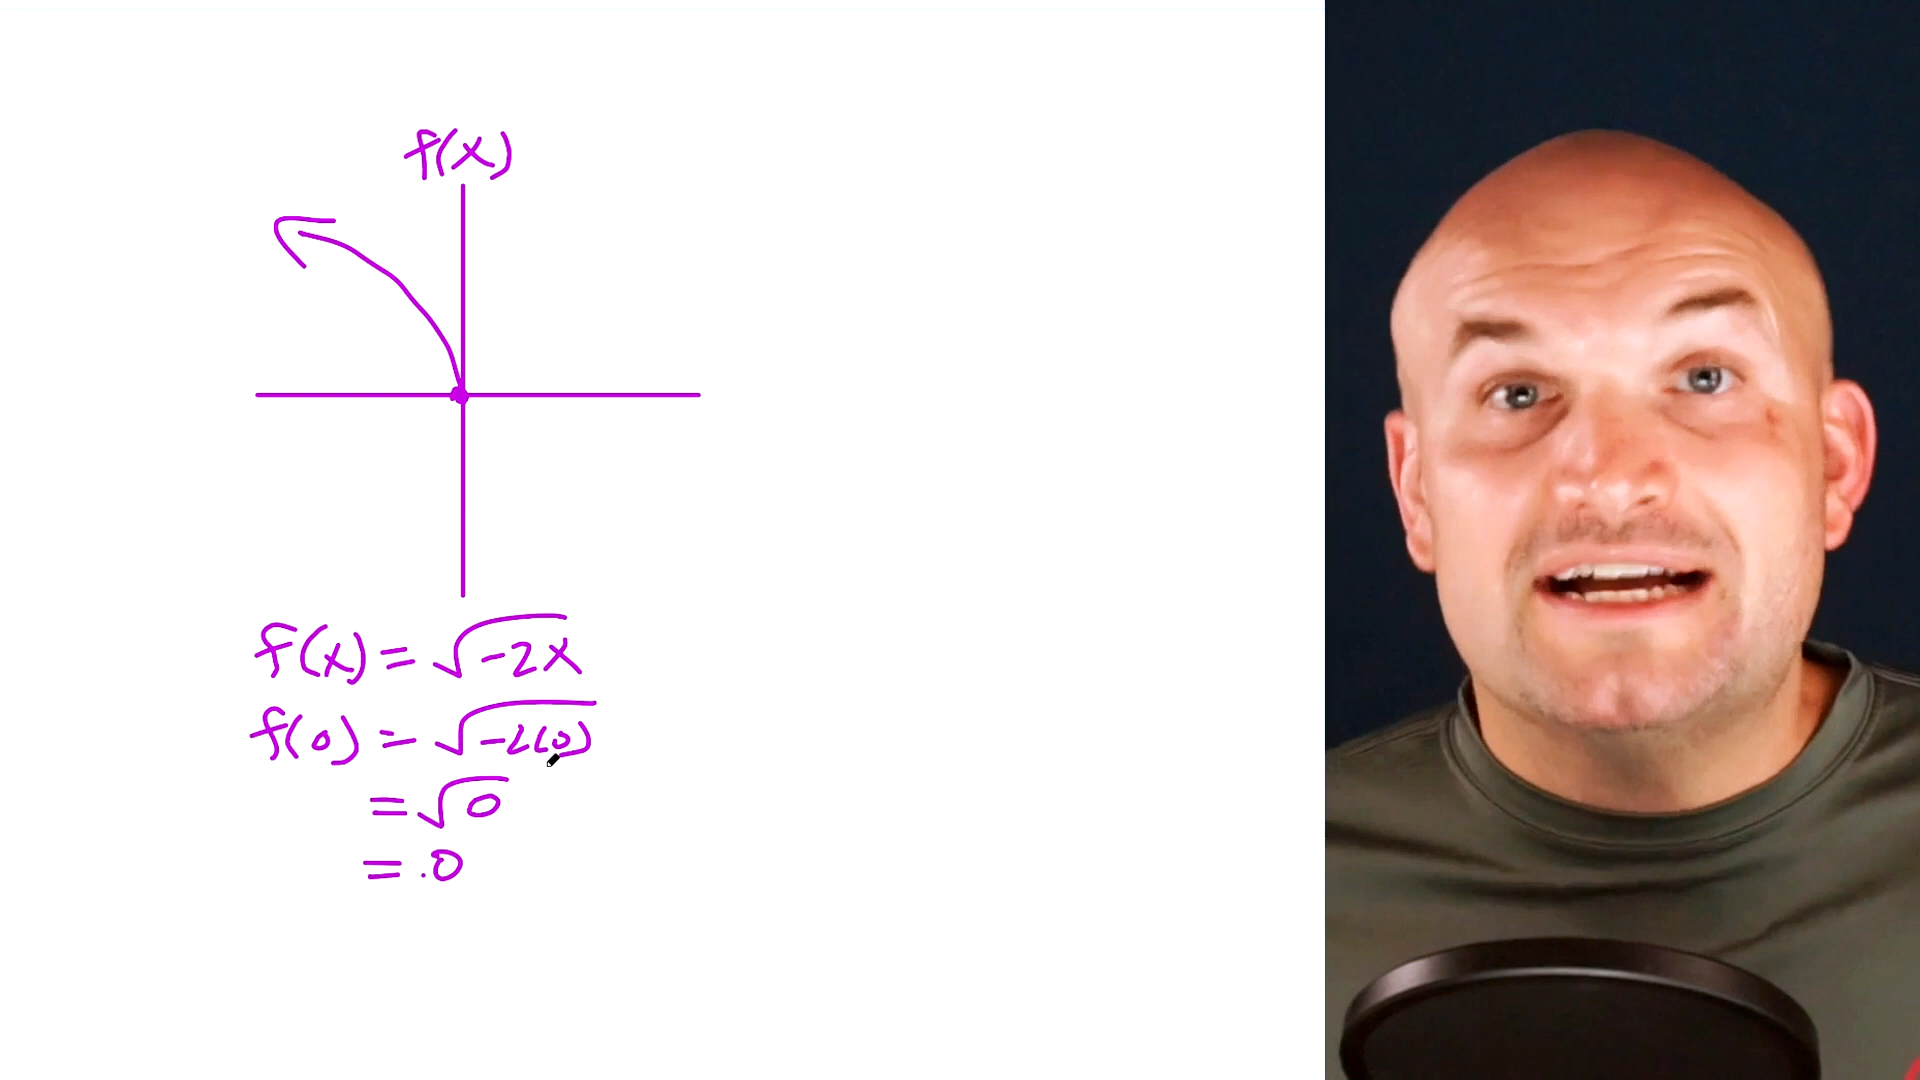 f(x)
f(x) = √-2x
f(0) = √-2(0)
= √0
= .0